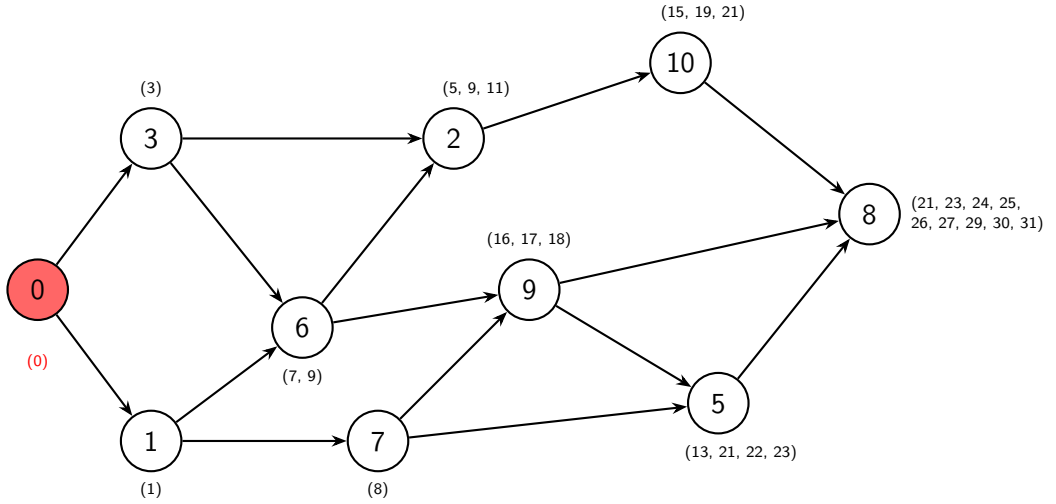 (15, 19, 21)
10
(3)
(5, 9, 11)
3
2
8
(21, 23, 24, 25,
26, 27, 29, 30, 31)
(16, 17, 18)
0
9
6
(0)
(7, 9)
5
1
7
(13, 21, 22, 23)
(1)
(8)